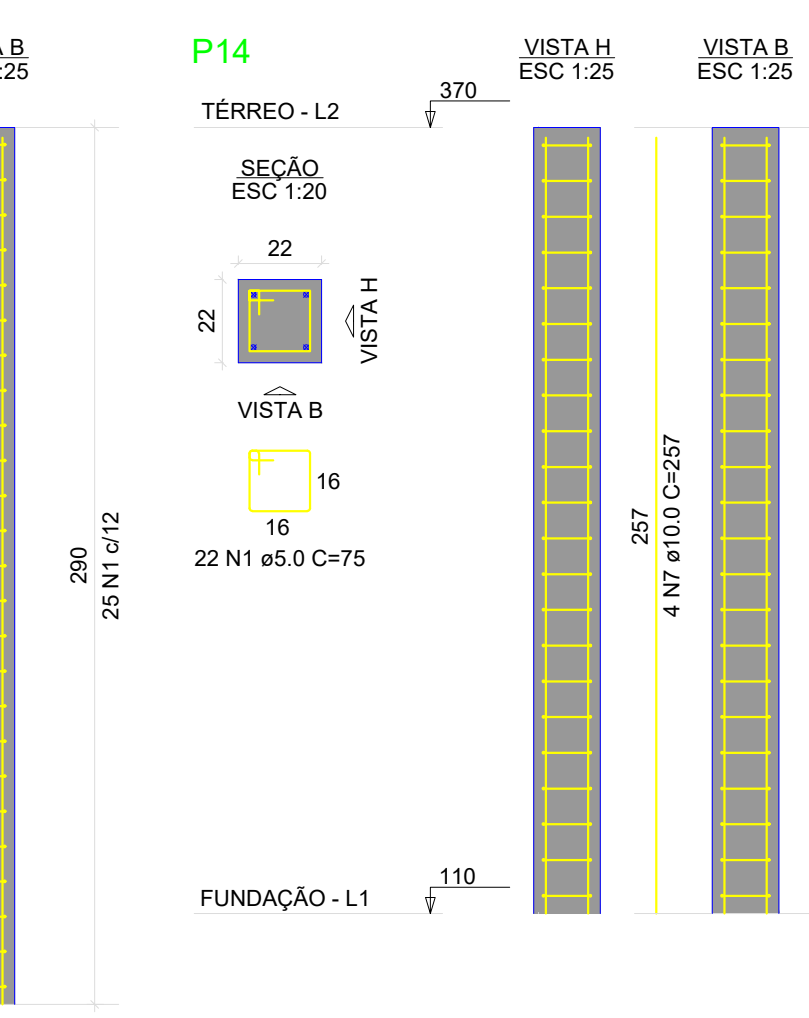 A B
:25
290
25 N1 c/12
P14
TÉRREO - L2
370
SEÇÃO
ESC 1:20
22
22
VISTA H
VISTA B
16
16
22 N1 ø5.0 C=75
FUNDAÇÃO - L1
110
VISTA H
ESC 1:25
257
4 N7 ø10.0 C=257
VISTA B
ESC 1:25